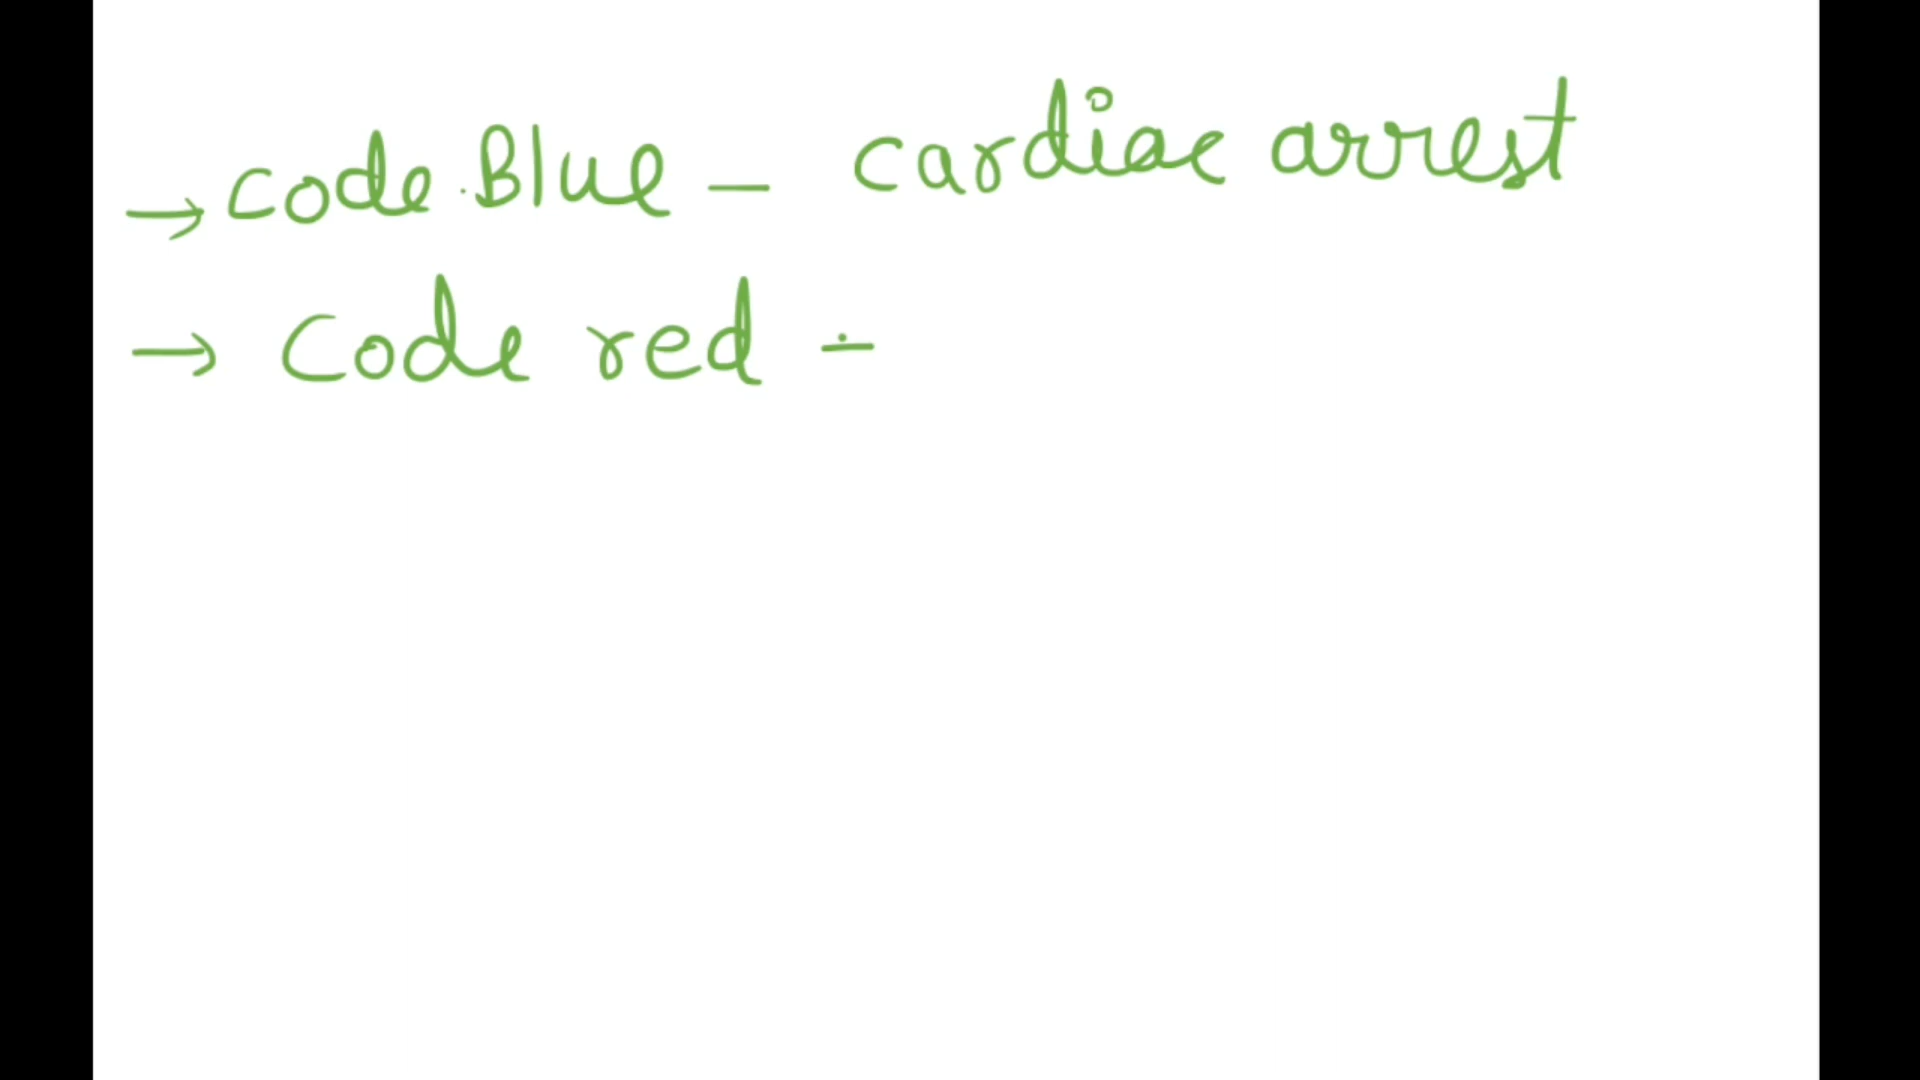 → code Blue — cardiac arrest
→ Code red -